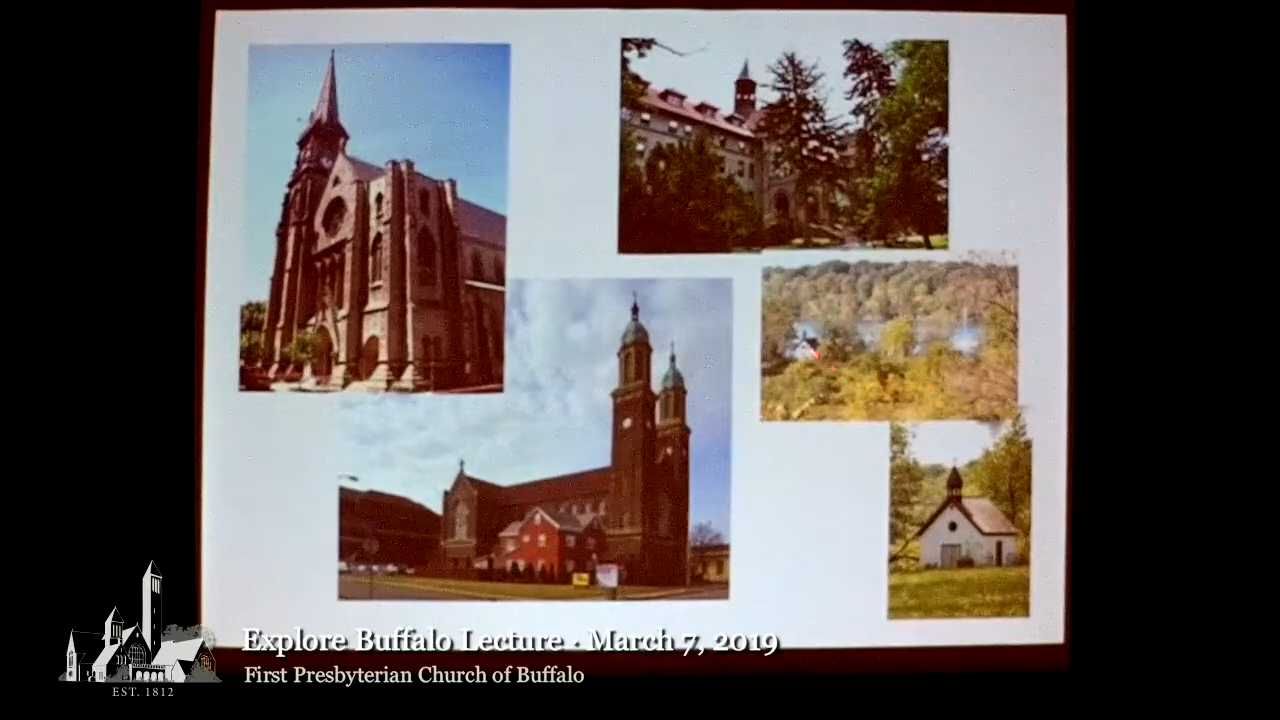 Explore Buffalo Lecture · March 7, 2019
First Presbyterian Church of Buffalo
EST. 1812